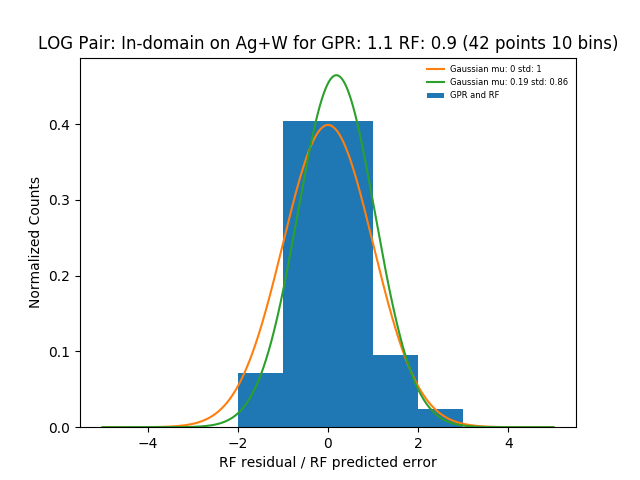 LOG Pair: In-domain on Ag+W for GPR: 1.1 RF: 0.9 (42 points 10 bins)
Gaussian mu: 0 std: 1
Gaussian mu: 0.19 std: 0.86
GPR and RF
Normalized Counts
0.4
0.3
0.2
0.1
0.0
−4 −2 0 2 4
RF residual / RF predicted error